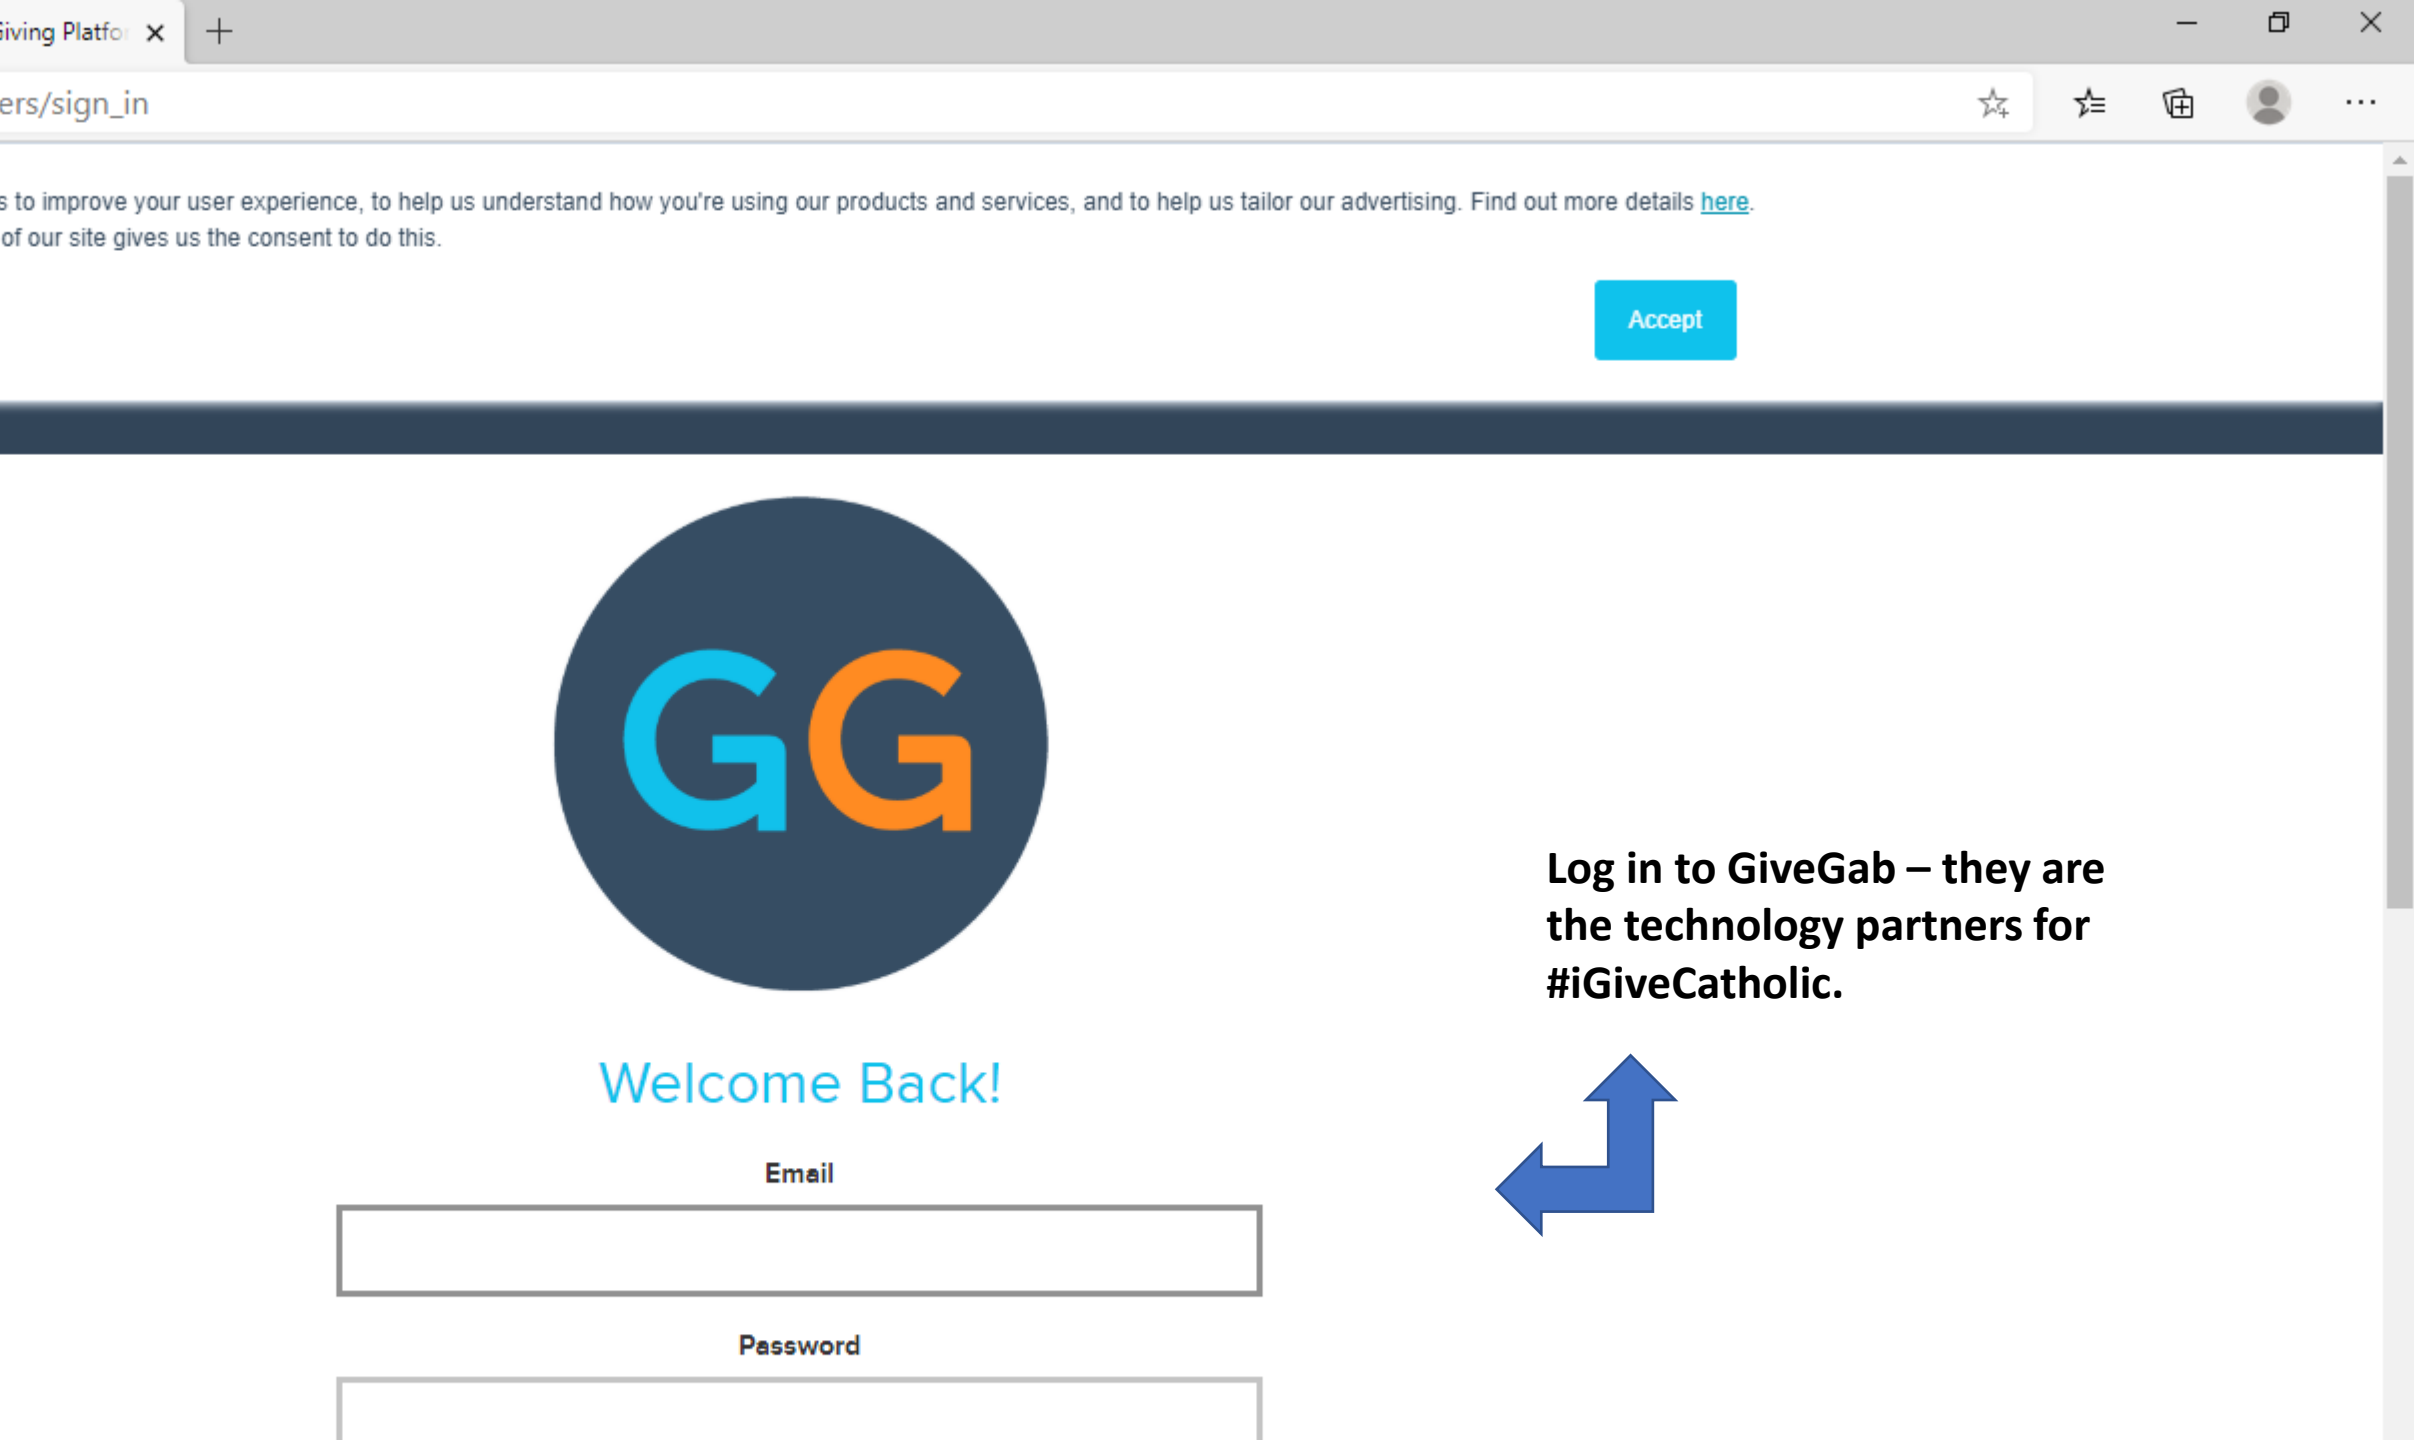 Giving Platfo
ers/sign_in
s to improve your user experience, to help us understand how you're using our products and services, and to help us tailor our advertising. Find out more details here.
of our site gives us the consent to do this.
Accept
GG
Log in to GiveGab – they are
the technology partners for
#iGiveCatholic.
Welcome Back!
Email
Password